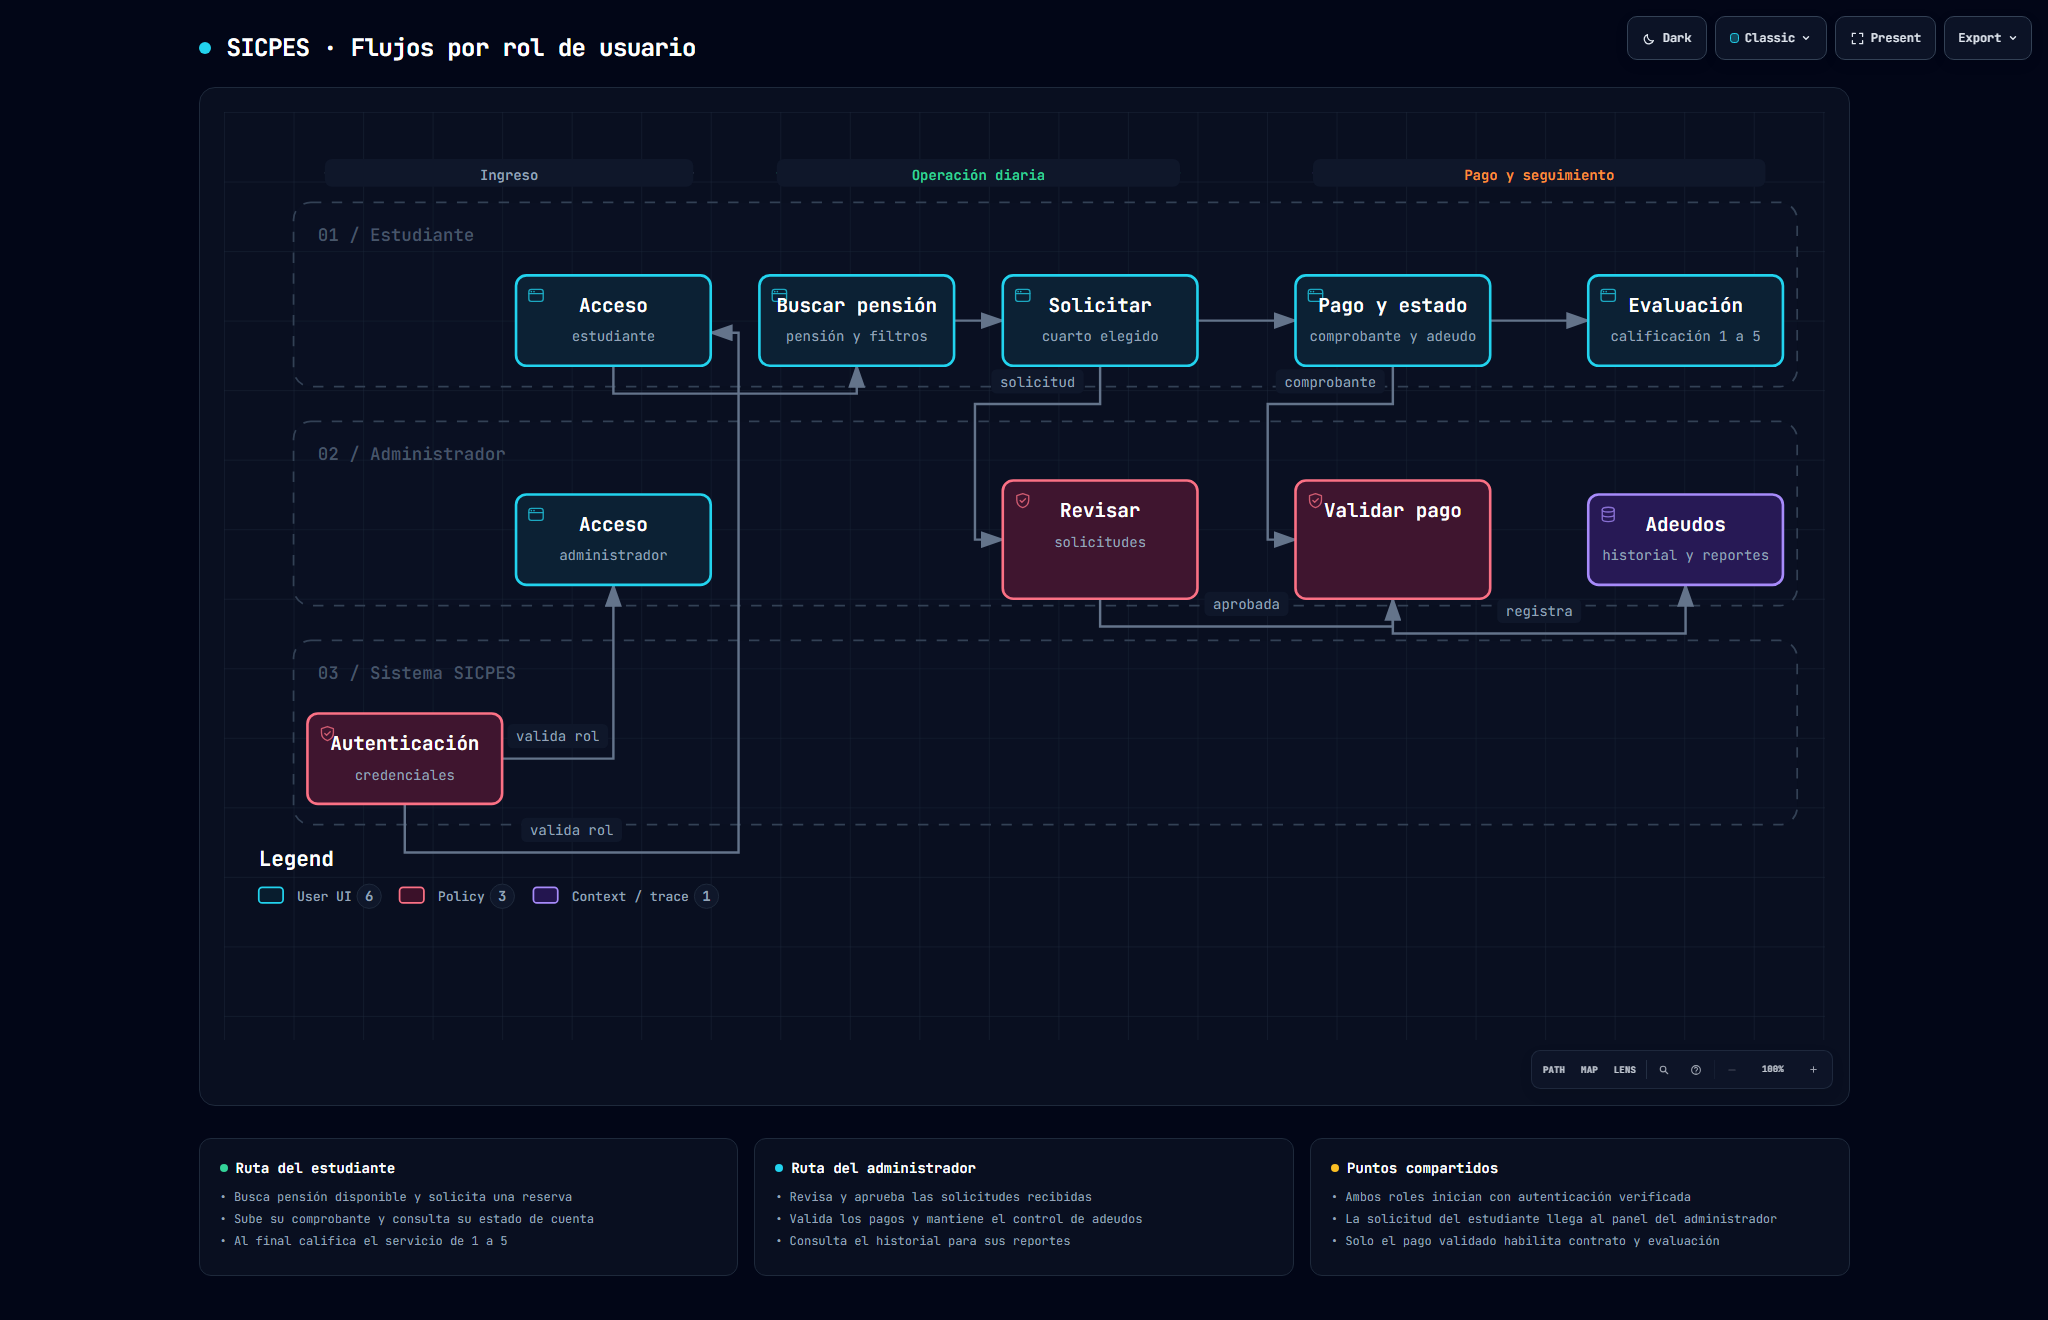 SICPES · Flujos por rol de usuario
Dark
Classic
Present
Export
Ingreso
Operación diaria
Pago y seguimiento
01 / Estudiante
Acceso
estudiante
Buscar pensión
pensión y filtros
Solicitar
cuarto elegido
Pago y estado
comprobante y adeudo
Evaluación
calificación 1 a 5
solicitud
comprobante
02 / Administrador
Acceso
administrador
Revisar
solicitudes
Validar pago
Adeudos
historial y reportes
aprobada
registra
03 / Sistema SICPES
Autenticación
credenciales
valida rol
valida rol
Legend
User UI 6
Policy 3
Context / trace 1
PATH
MAP
LENS
100%
Ruta del estudiante
• Busca pensión disponible y solicita una reserva
• Sube su comprobante y consulta su estado de cuenta
• Al final califica el servicio de 1 a 5
Ruta del administrador
• Revisa y aprueba las solicitudes recibidas
• Valida los pagos y mantiene el control de adeudos
• Consulta el historial para sus reportes
Puntos compartidos
• Ambos roles inician con autenticación verificada
• La solicitud del estudiante llega al panel del administrador
• Solo el pago validado habilita contrato y evaluación